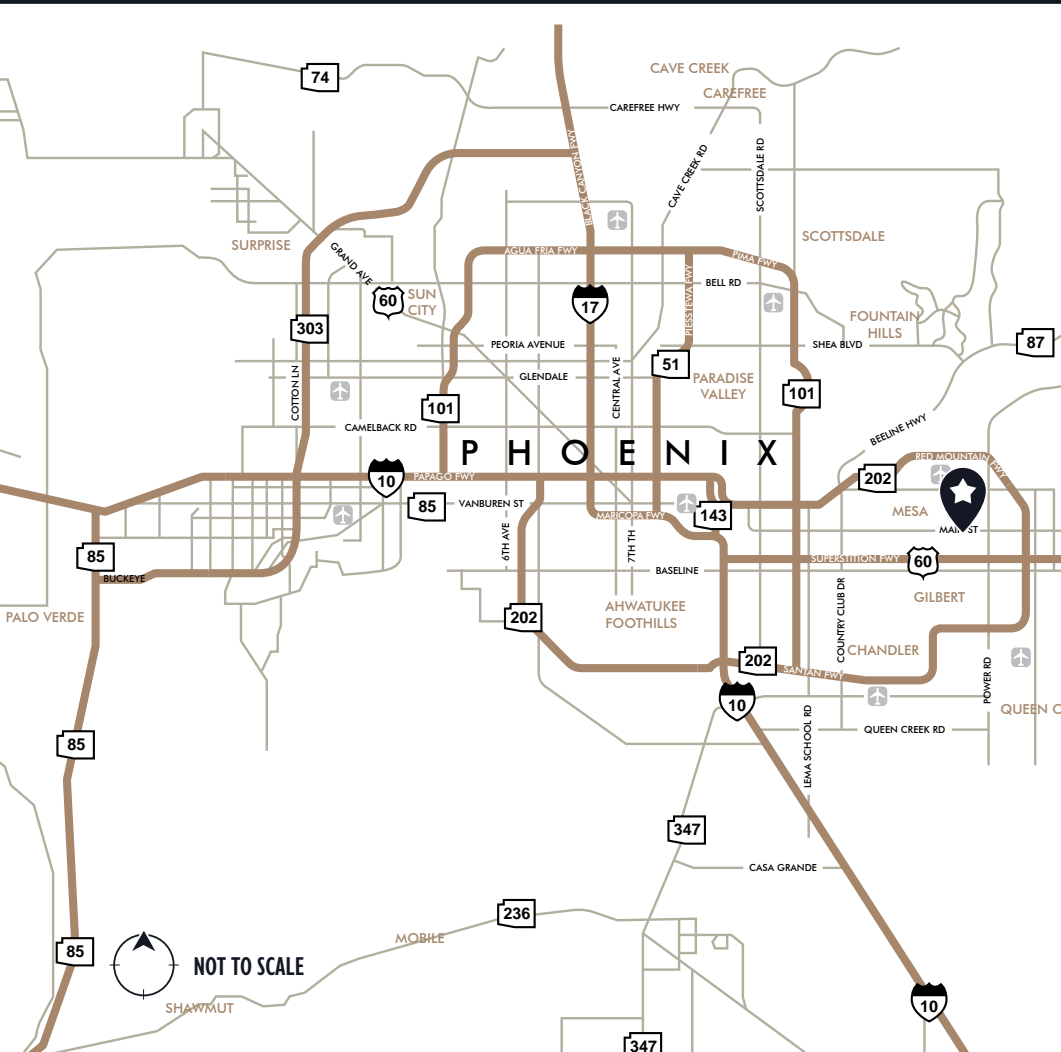 CAVE CREEK
74
CAREFREE
CAREFREE HWY
BLACK CANYON FWY
CAVE CREEK RD
SCOTTSDALE RD
SURPRISE
SCOTTSDALE
GRAND AVE
AGUA FRIA FWY
PIMA FWY
BELL RD
60
SUN
CITY
17
PIESSTEWA FWY
FOUNTAIN
HILLS
303
PEORIA AVENUE
SHEA BLVD
87
51
GLENDALE
PARADISE
VALLEY
COTTON LN
CENTRAL AVE
101
101
CAMELBACK RD
BEELINE HWY
PHOENIX
RED MOUNTAIN FWY
10
PAPAGO FWY
202
85
VANBUREN ST
MARICOPA FWY
143
MESA
MAIN ST
6TH AVE
7TH TH
85
SUPERSTITION FWY
60
BUCKEYE
BASELINE
GILBERT
PALO VERDE
202
AHWATUKEE
FOOTHILLS
COUNTRY CLUB DR
CHANDLER
202
SANTAN FWY
POWER RD
10
QUEEN C
85
LEMA SCHOOL RD
QUEEN CREEK RD
347
CASA GRANDE
236
MOBILE
85
NOT TO SCALE
SHAWMUT
10
347